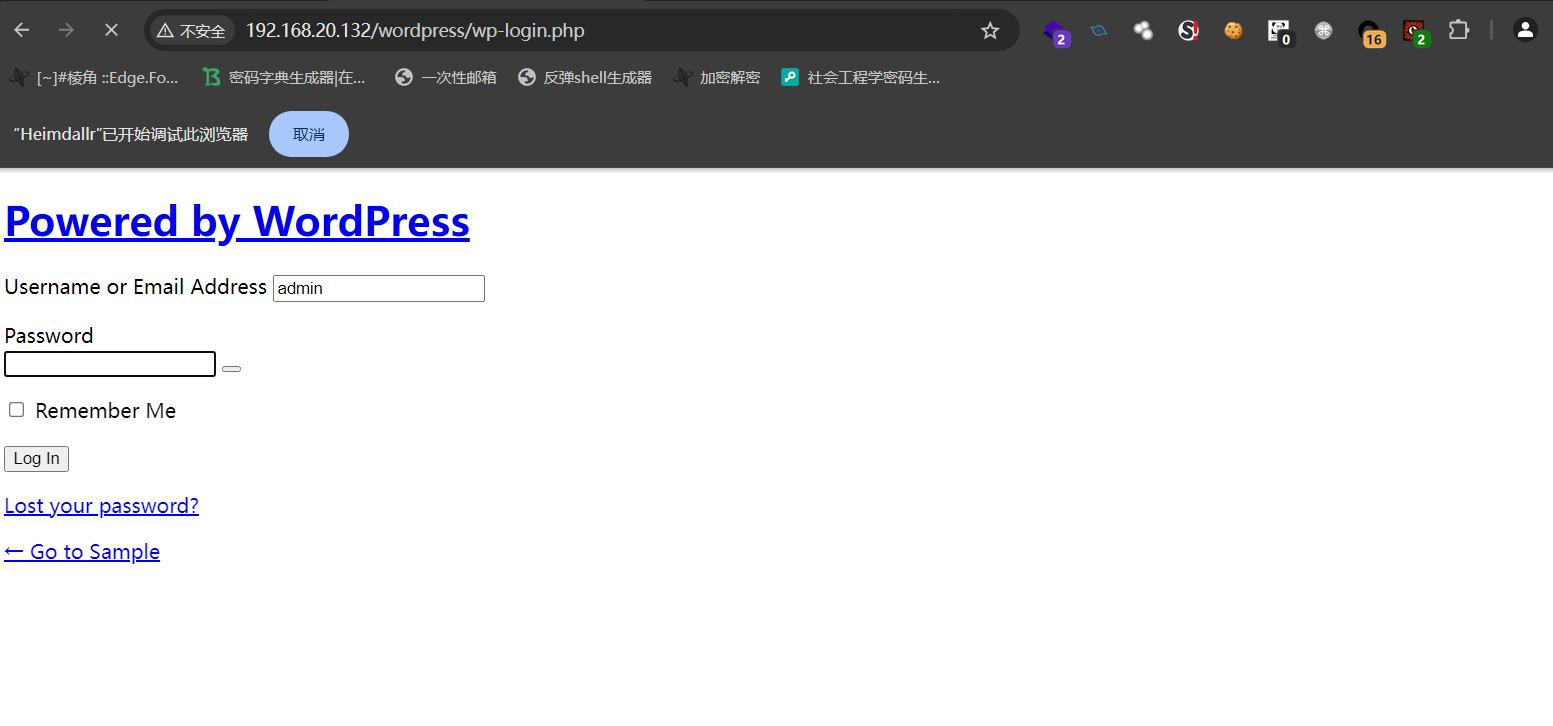 不安全 192.168.20.132/wordpress/wp-login.php 2 0 16 2
[~]#棱角 ::Edge.Fo... 密码字典生成器|在... 一次性邮箱 反弹shell生成器 加密解密 社会工程学密码生...
“Heimdallr”已开始调试此浏览器 取消
Powered by WordPress
Username or Email Address admin
Password
Remember Me
Log In
Lost your password?
← Go to Sample